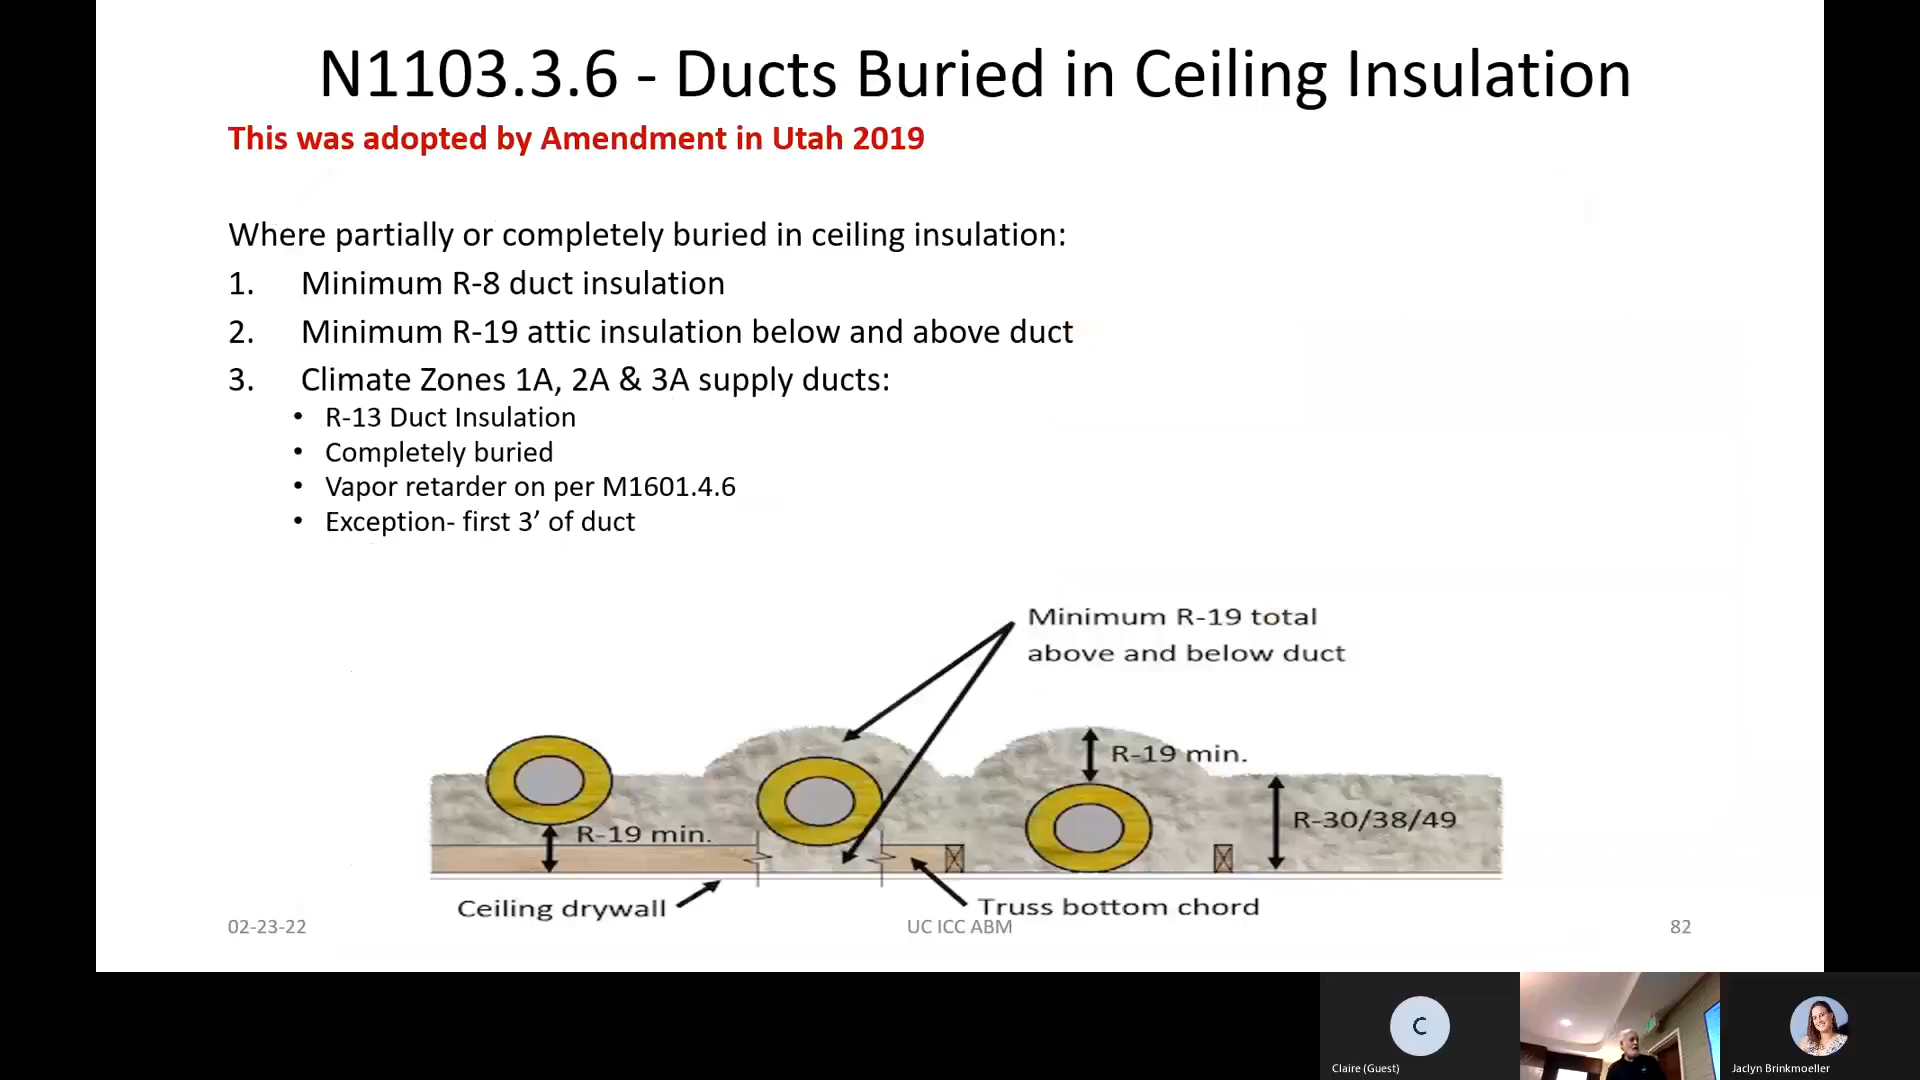 N1103.3.6 - Ducts Buried in Ceiling Insulation
This was adopted by Amendment in Utah 2019
Where partially or completely buried in ceiling insulation:
1. Minimum R-8 duct insulation
2. Minimum R-19 attic insulation below and above duct
3. Climate Zones 1A, 2A & 3A supply ducts:
• R-13 Duct Insulation
• Completely buried
• Vapor retarder on per M1601.4.6
• Exception- first 3’ of duct
Minimum R-19 total
above and below duct
R-19 min.
R-19 min.
R-30/38/49
Ceiling drywall
Truss bottom chord
02-23-22
UC ICC ABM
82
C
Claire (Guest)
Jaclyn Brinkmoeller